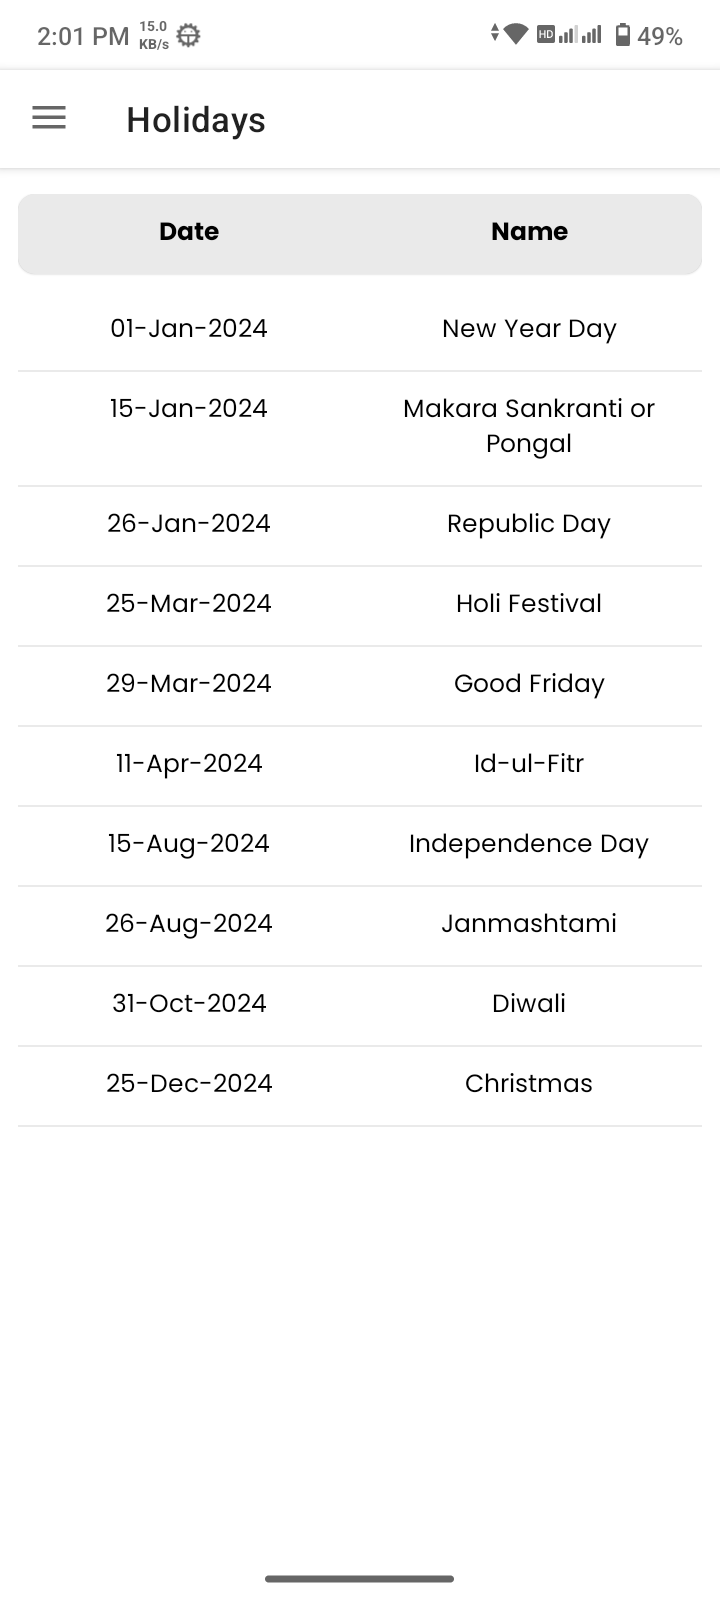 2:01 PM 15.0 KB/s HD 49%
Holidays
Date Name
01-Jan-2024 New Year Day
15-Jan-2024 Makara Sankranti or
Pongal
26-Jan-2024 Republic Day
25-Mar-2024 Holi Festival
29-Mar-2024 Good Friday
11-Apr-2024 Id-ul-Fitr
15-Aug-2024 Independence Day
26-Aug-2024 Janmashtami
31-Oct-2024 Diwali
25-Dec-2024 Christmas